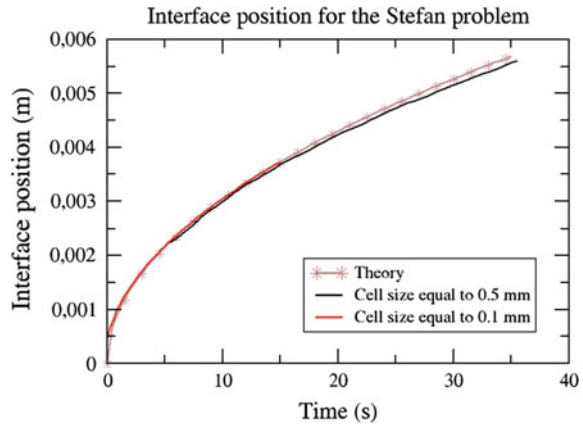 Interface position for the Stefan problem
0,006
0,005
0,004
0,003
0,002
0,001
0
Interface position (m)
Theory
Cell size equal to 0.5 mm
Cell size equal to 0.1 mm
0 10 20 30 40
Time (s)